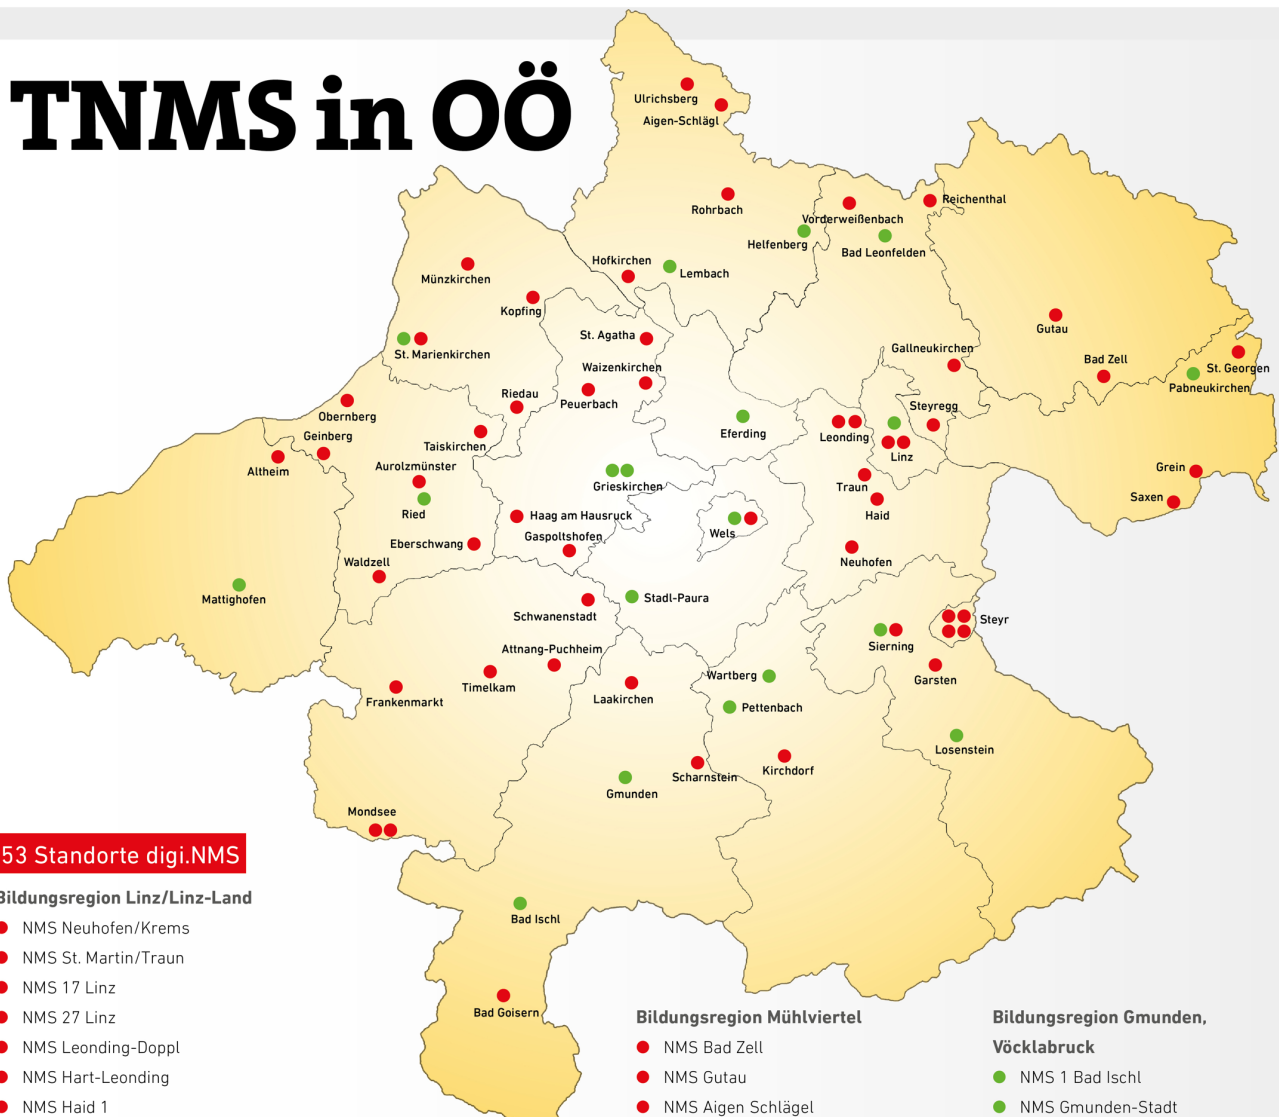 TNMS in OÖ
Ulrichsberg
Aigen-Schlägl
Rohrbach
Reichenthal
Vorderweißenbach
Helfenberg
Bad Leonfelden
Hofkirchen
Lembach
Münzkirchen
Kopfing
Gutau
St. Agatha
St. Marienkirchen
Gallneukirchen
Bad Zell
St. Georgen
Waizenkirchen
Pabneukirchen
Riedau
Peuerbach
Steyregg
Obernberg
Geinberg
Taiskirchen
Eferding
Leonding
Linz
Altheim
Aurolzmünster
Grieskirchen
Traun
Grein
Saxen
Ried
Haag am Hausruck
Haid
Gaspoltshofen
Wels
Eberschwang
Waldzell
Neuhofen
Mattighofen
Stadl-Paura
Schwanenstadt
Steyr
Sierning
Attnang-Puchheim
Wartberg
Garsten
Timelkam
Frankenmarkt
Laakirchen
Pettenbach
Losenstein
Scharnstein
Kirchdorf
Gmunden
Mondsee
53 Standorte digi.NMS
Bildungsregion Linz/Linz-Land
NMS Neuhofen/Krems
NMS St. Martin/Traun
NMS 17 Linz
NMS 27 Linz
NMS Leonding-Doppl
NMS Hart-Leonding
NMS Haid 1
Bad Ischl
Bad Goisern
Bildungsregion Mühlviertel
NMS Bad Zell
NMS Gutau
NMS Aigen Schlägel
Bildungsregion Gmunden,
Vöcklabruck
NMS 1 Bad Ischl
NMS Gmunden-Stadt